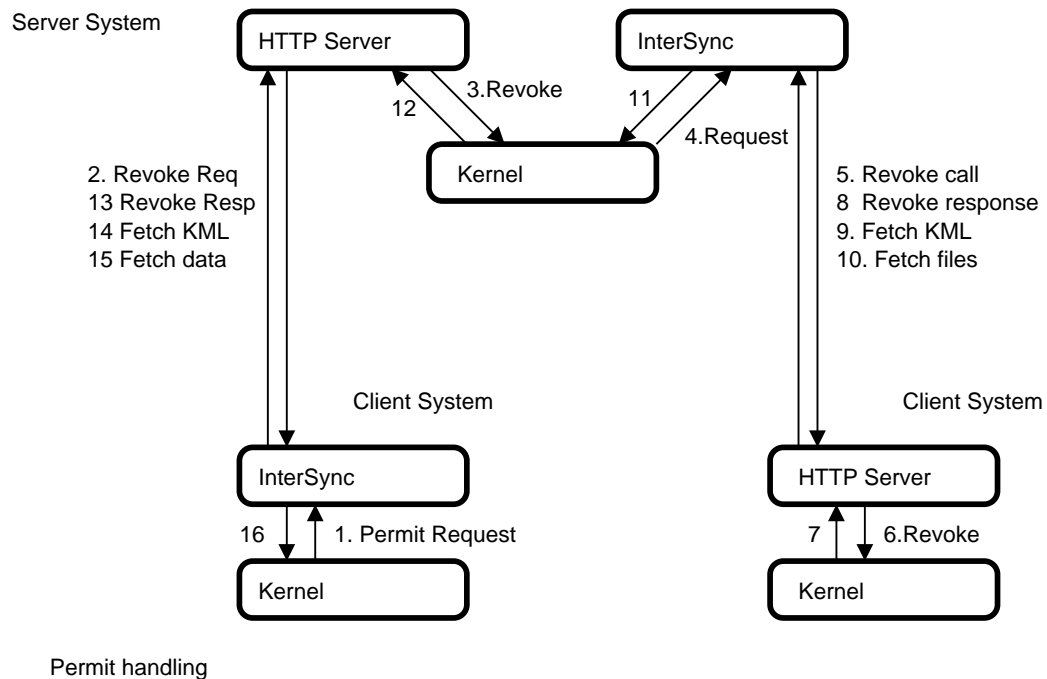 Server System
HTTP Server
InterSync
3.Revoke
12
11
4.Request
Kernel
2. Revoke Req
13 Revoke Resp
14 Fetch KML
15 Fetch data
5. Revoke call
8  Revoke response
9. Fetch KML
10. Fetch files
Client System
Client System
InterSync
HTTP Server
16
1. Permit Request
7
6.Revoke
Kernel
Kernel
Permit handling